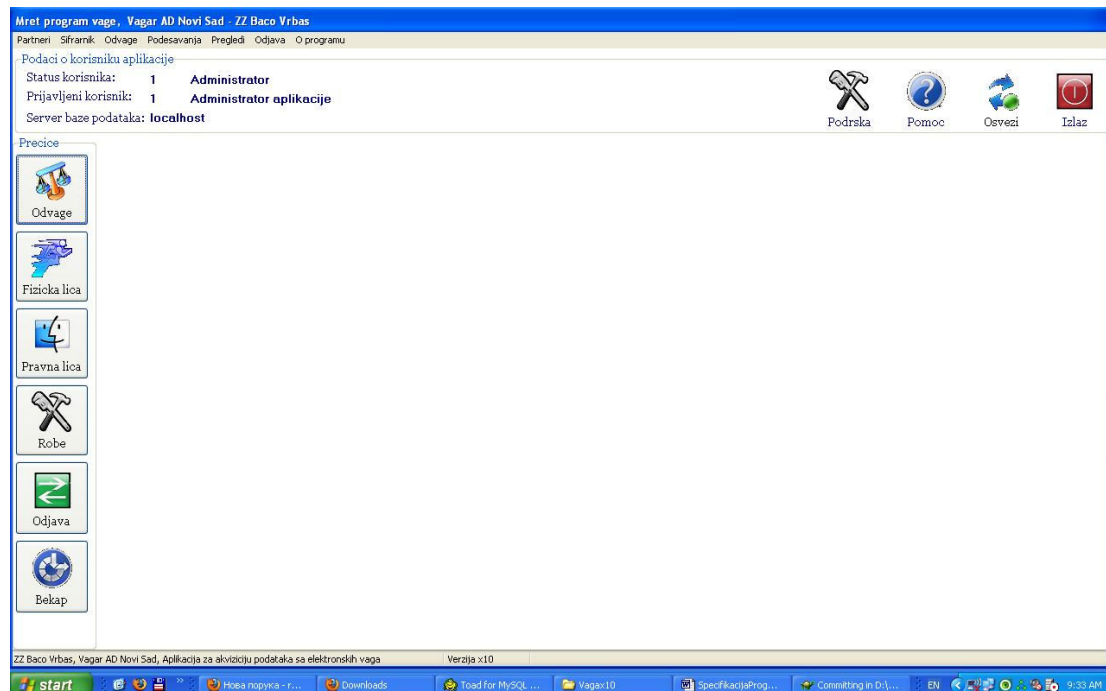 Mret program vage, Vagar AD Novi Sad - ZZ Baco Vrbas
Partneri Sifrarnik Odvage Podesavanja Pregledi Odjava O programu
Podaci o korisniku aplikacije
Status korisnika: 1 Administrator
Prijavljeni korisnik: 1 Administrator aplikacije
Server baze podataka: localhost
Podrska Pomoc Osvezi Izlaz
Precice
Odvage
Fizicka lica
Pravna lica
Robe
Odjava
Bekap
ZZ Baco Vrbas, Vagar AD Novi Sad, Aplikacija za akviziciju podataka sa elektronskih vaga Verzija x10
start Нова порука - r... Downloads Toad for MySQL ... Vagax10 SpecifikacijaProg... Committing in D:\... EN 9:33 AM